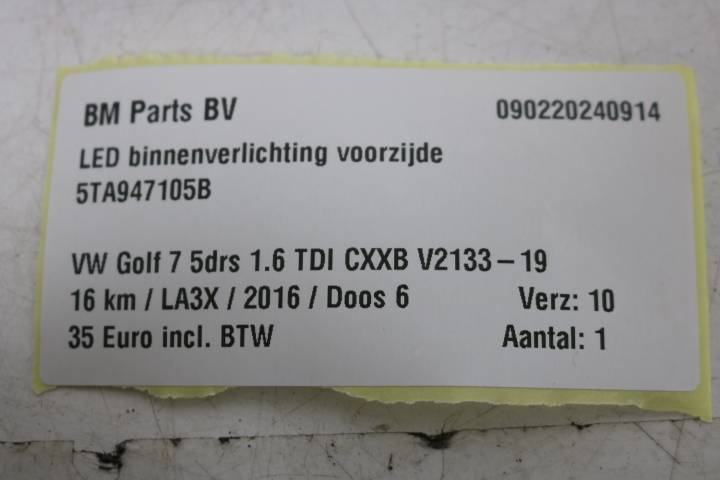 BM Parts BV 090220240914
LED binnenverlichting voorzijde
5TA947105B
VW Golf 7 5drs 1.6 TDI CXXB V2133 – 19
16 km / LA3X / 2016 / Doos 6 Verz: 10
35 Euro incl. BTW Aantal: 1